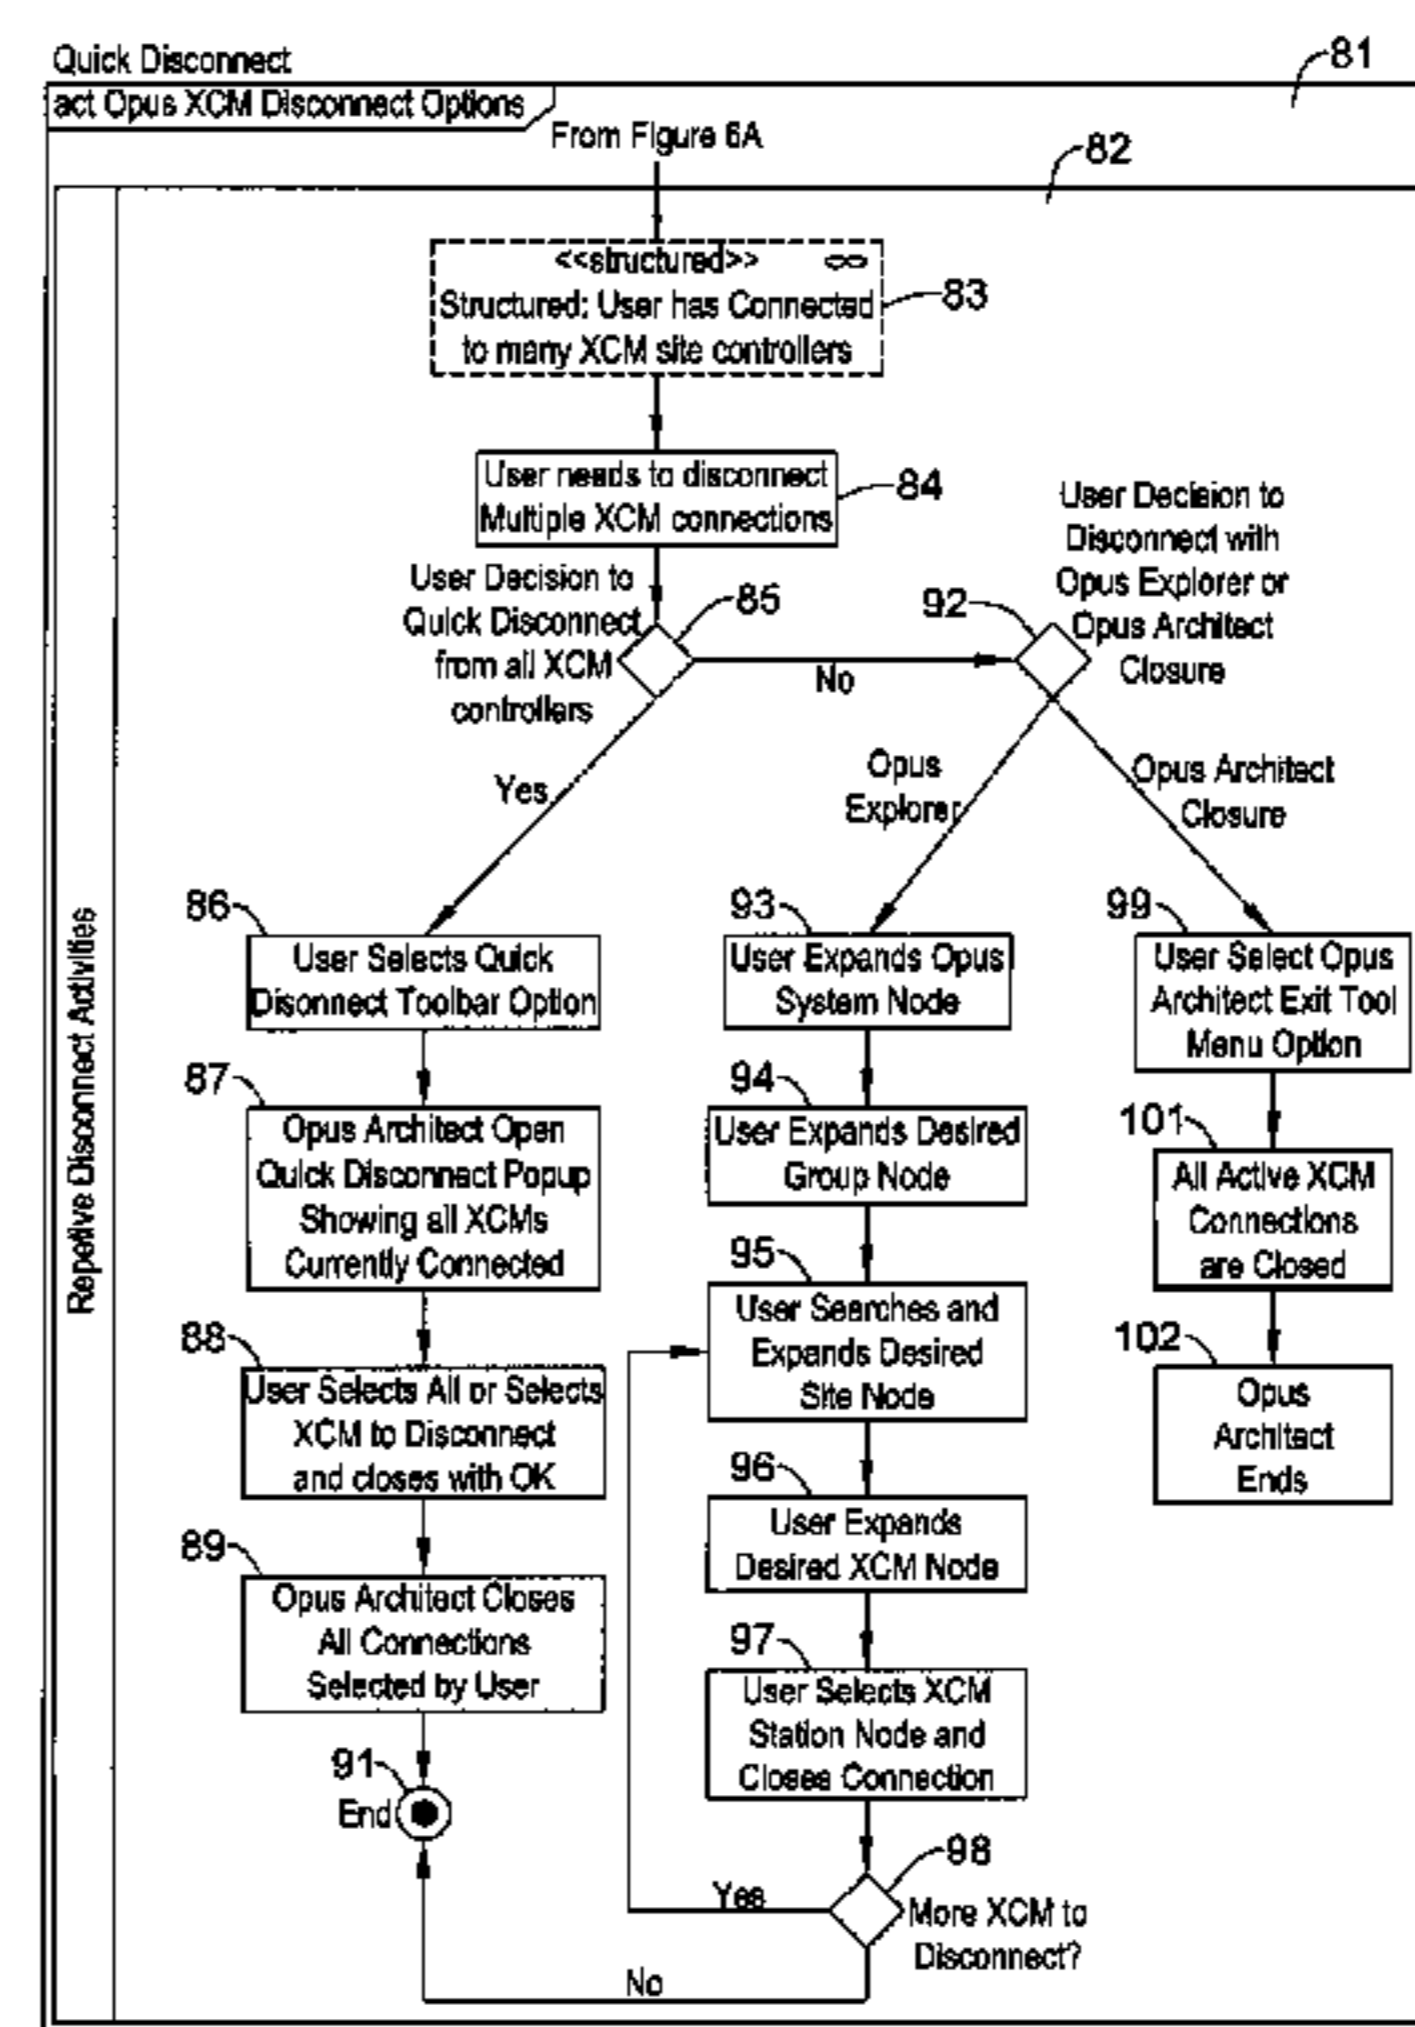 Quick Disconnect
81
act Opus XCM Disconnect Options
From Figure 6A
82
<<structured>>
Structured: User has Connected
to many XCM site controllers
83
User needs to disconnect
Multiple XCM connections
84
User Decision to
Quick Disconnect
from all XCM
controllers
85
No
92
User Decision to
Disconnect with
Opus Explorer or
Opus Architect
Closure
Yes
Opus
Explorer
Opus Architect
Closure
86
User Selects Quick
Disonnect Toolbar Option
87
Opus Architect Open
Quick Disconnect Popup
Showing all XCMs
Currently Connected
88
User Selects All or Selects
XCM to Disconnect
and closes with OK
89
Opus Architect Closes
All Connections
Selected by User
91
End
93
User Expands Opus
System Node
94
User Expands Desired
Group Node
95
User Searches and
Expands Desired
Site Node
96
User Expands
Desired XCM Node
97
User Selects XCM
Station Node and
Closes Connection
98
More XCM to
Disconnect?
Yes
No
99
User Select Opus
Architect Exit Tool
Menu Option
101
All Active XCM
Connections
are Closed
102
Opus
Architect
Ends
Repetive Disconnect Activities